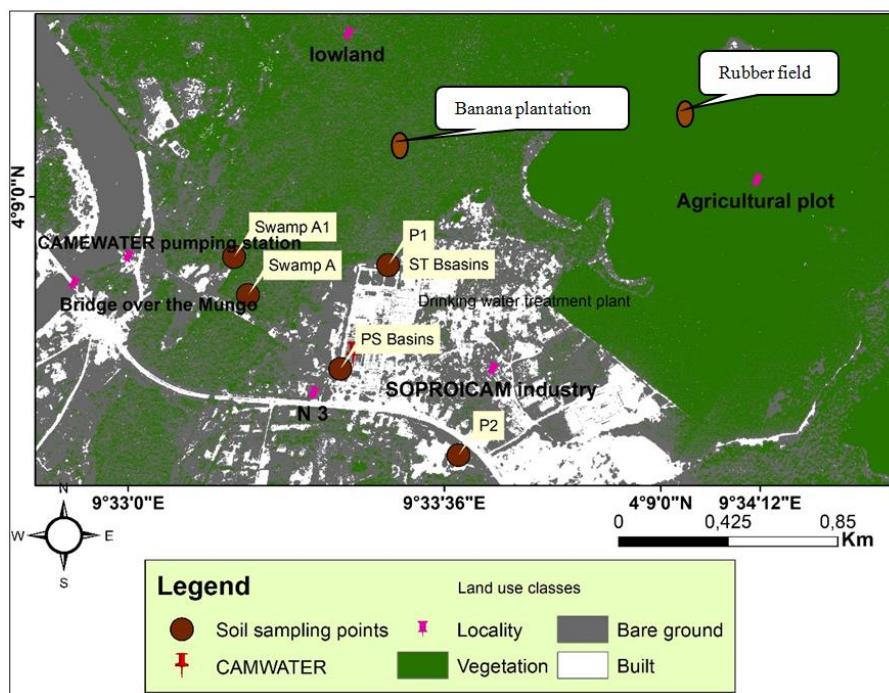 lowland
Rubber field
Banana plantation
Agricultural plot
4°9'0"N
Swamp A1
P1
CAMEWATER pumping station
ST Bsasins
Swamp A
Bridge over the Mungo
Drinking water treatment plant
PS Basins
SOPROICAM industry
N 3
P2
9°33'0"E
9°33'36"E
4°9'0"N
9°34'12"E
N
W
E
S
0
0,425
0,85
Km
Legend
Land use classes
Soil sampling points
Locality
Bare ground
CAMWATER
Vegetation
Built